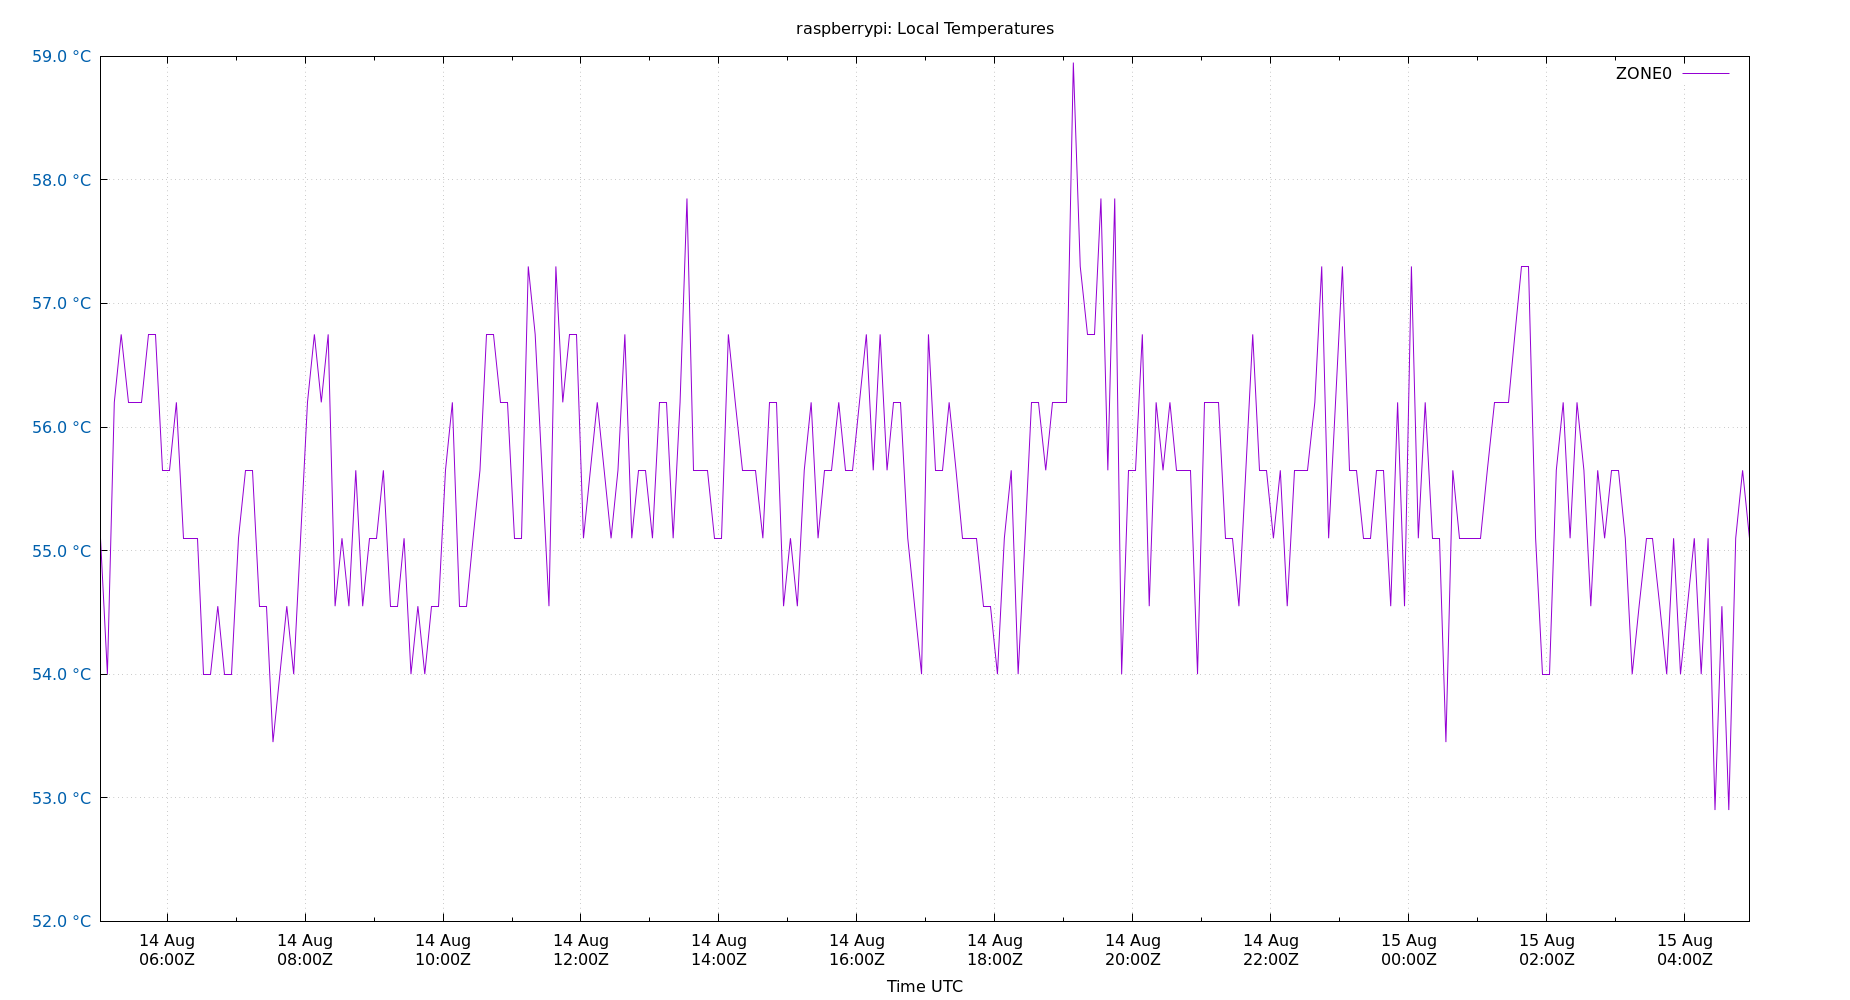 raspberrypi: Local Temperatures
59.0 °C
ZONE0
58.0 °C
57.0 °C
56.0 °C
55.0 °C
54.0 °C
53.0 °C
52.0 °C
14 Aug 14 Aug 14 Aug 14 Aug 14 Aug 14 Aug 14 Aug 14 Aug 14 Aug 15 Aug 15 Aug 15 Aug
06:00Z 08:00Z 10:00Z 12:00Z 14:00Z 16:00Z 18:00Z 20:00Z 22:00Z 00:00Z 02:00Z 04:00Z
Time UTC